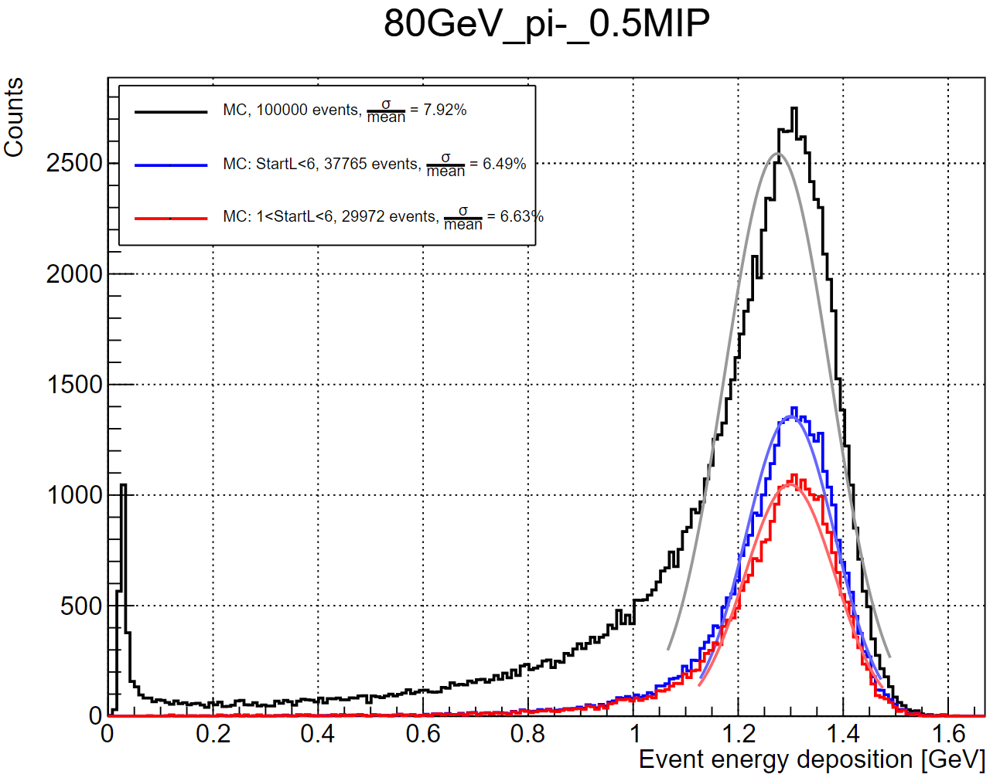 80GeV_pi-_0.5MIP
Counts
MC, 100000 events, σ/mean = 7.92%
MC: StartL<6, 37765 events, σ/mean = 6.49%
MC: 1<StartL<6, 29972 events, σ/mean = 6.63%
2500
2000
1500
1000
500
0
0 0.2 0.4 0.6 0.8 1 1.2 1.4 1.6
Event energy deposition [GeV]